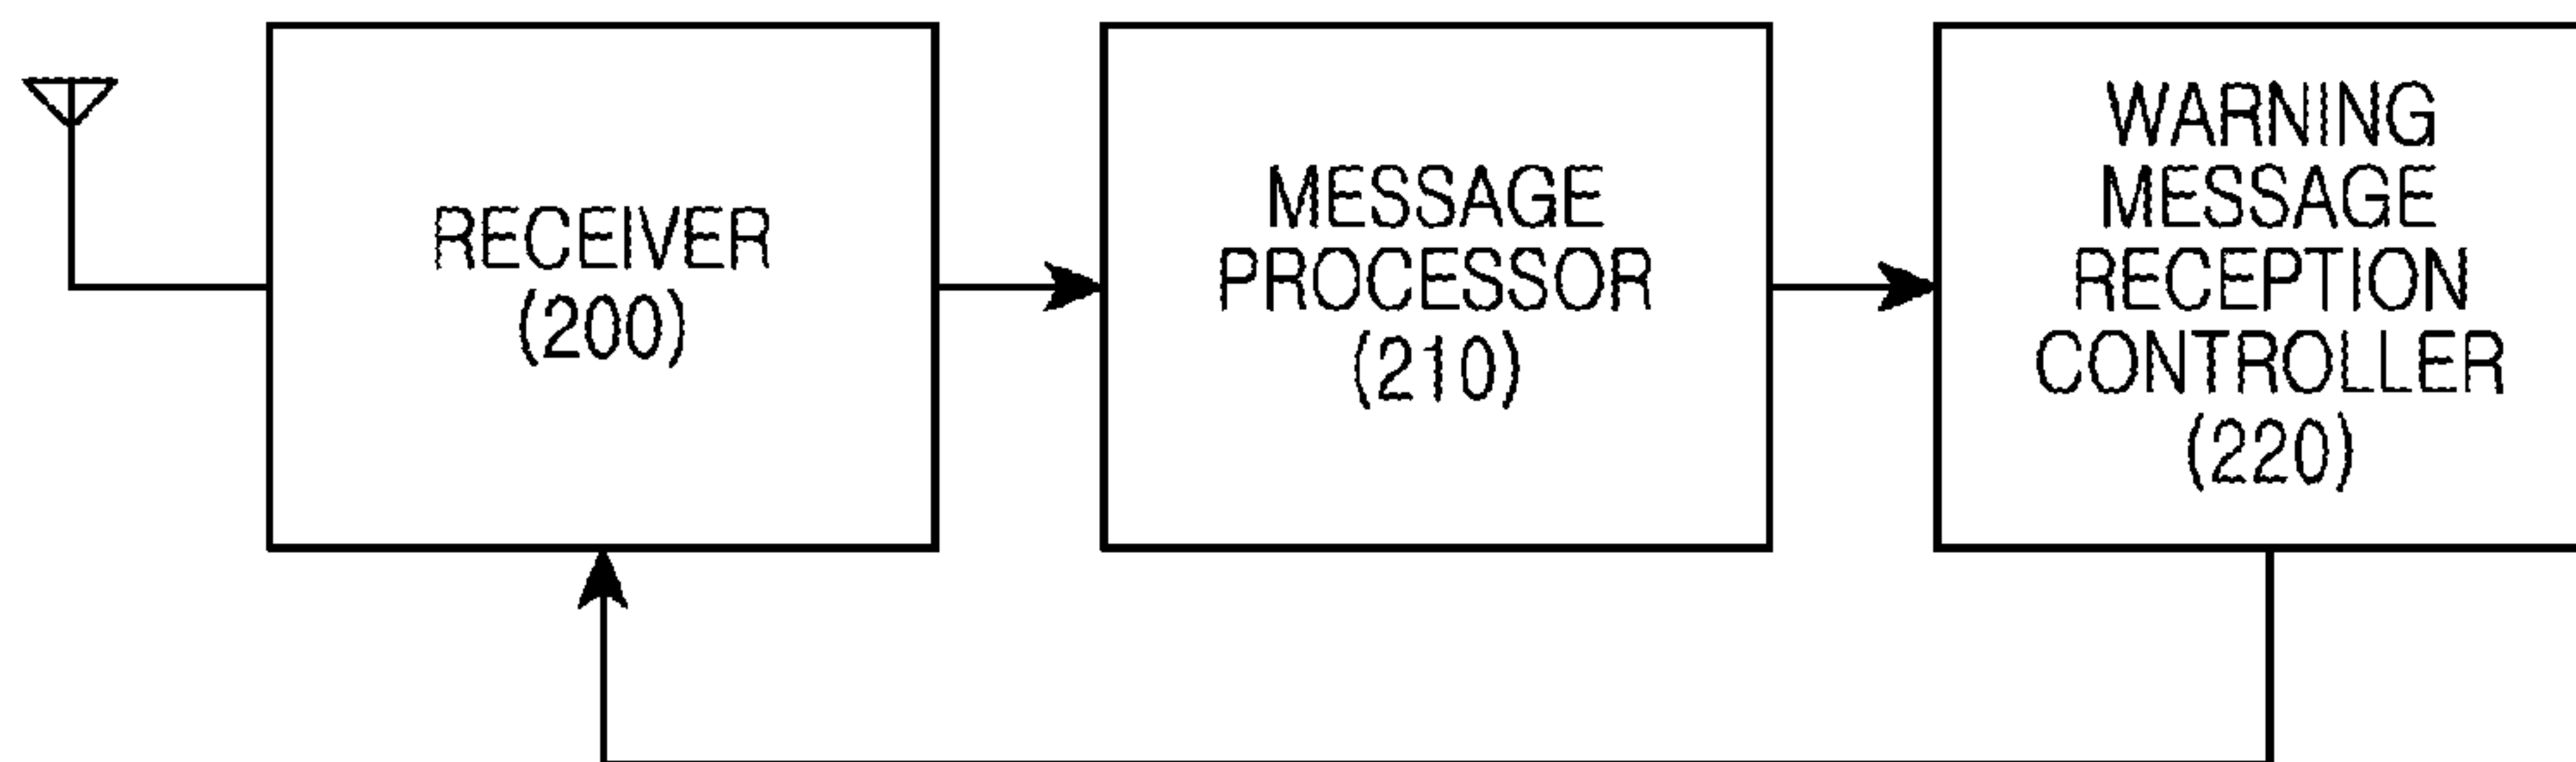 RECEIVER
(200)
MESSAGE
PROCESSOR
(210)
WARNING
MESSAGE
RECEPTION
CONTROLLER
(220)